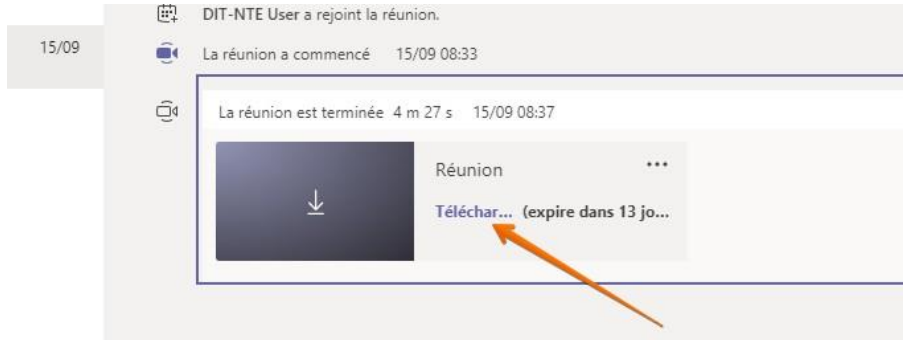 DIT-NTE User a rejoint la réunion.
15/09
La réunion a commencé 15/09 08:33
La réunion est terminée 4 m 27 s 15/09 08:37
Réunion ...
Téléchar... (expire dans 13 jo...